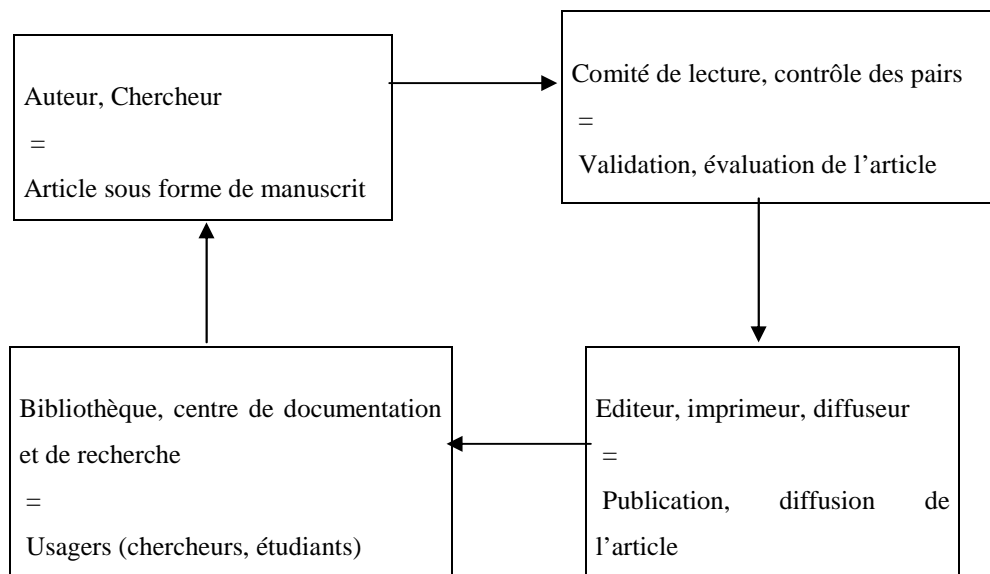 Auteur, Chercheur
=
Article sous forme de manuscrit
Comité de lecture, contrôle des pairs
=
Validation, évaluation de l’article
Bibliothèque, centre de documentation
et de recherche
=
Usagers (chercheurs, étudiants)
Editeur, imprimeur, diffuseur
=
Publication, diffusion de
l’article